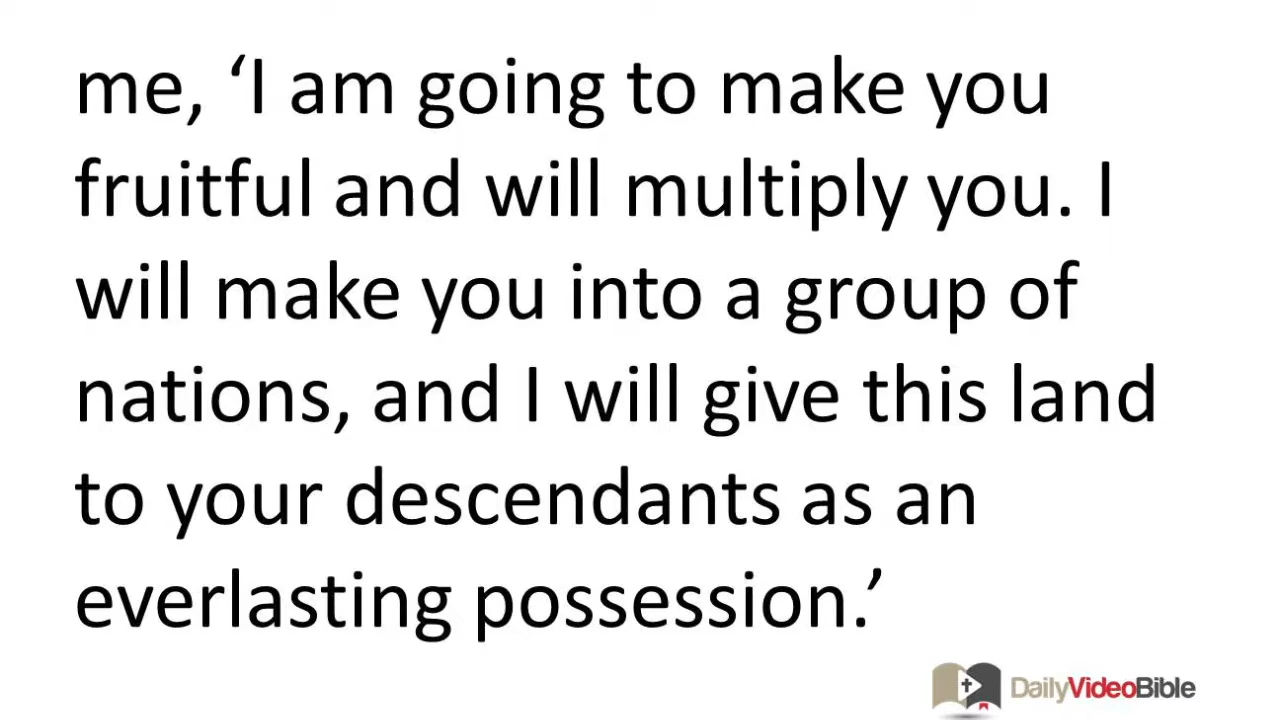 me, ‘I am going to make you
fruitful and will multiply you. I
will make you into a group of
nations, and I will give this land
to your descendants as an
everlasting possession.’
DailyVideoBible